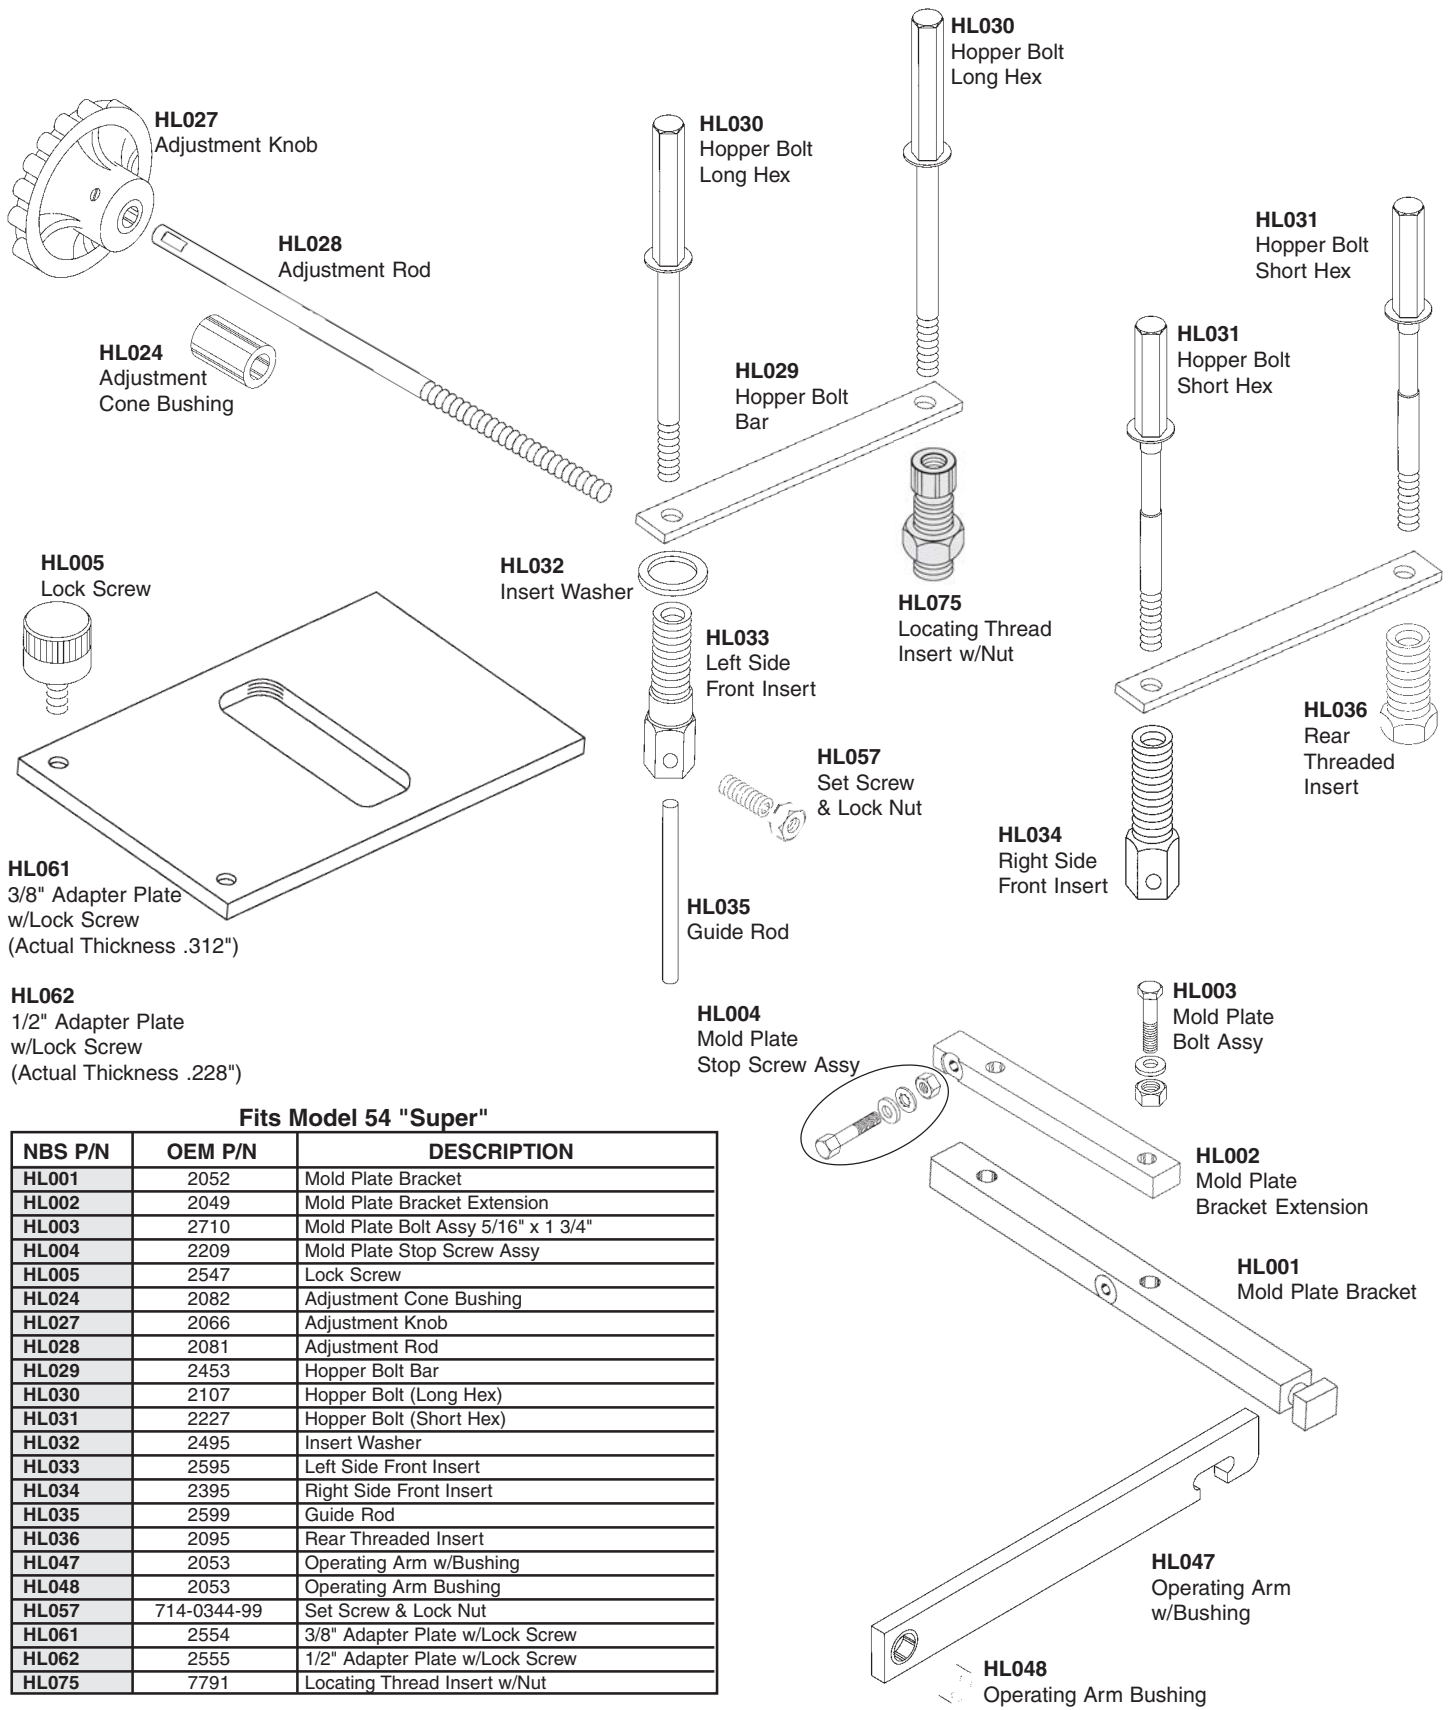 HL030
Hopper Bolt
Long Hex
HL027
Adjustment Knob
HL030
Hopper Bolt
Long Hex
HL031
Hopper Bolt
Short Hex
HL028
Adjustment Rod
HL031
Hopper Bolt
Short Hex
HL024
Adjustment
Cone Bushing
HL029
Hopper Bolt
Bar
HL005
Lock Screw
HL032
Insert Washer
HL075
Locating Thread
Insert w/Nut
HL033
Left Side
Front Insert
HL036
Rear
Threaded
Insert
HL057
Set Screw
& Lock Nut
HL034
Right Side
Front Insert
HL061
3/8" Adapter Plate
w/Lock Screw
(Actual Thickness .312")
HL035
Guide Rod
HL062
1/2" Adapter Plate
w/Lock Screw
(Actual Thickness .228")
HL004
Mold Plate
Stop Screw Assy
HL003
Mold Plate
Bolt Assy
HL002
Mold Plate
Bracket Extension
HL001
Mold Plate Bracket
HL047
Operating Arm
w/Bushing
HL048
Operating Arm Bushing
Fits Model 54 "Super"
NBS P/N OEM P/N DESCRIPTION
HL001 2052 Mold Plate Bracket
HL002 2049 Mold Plate Bracket Extension
HL003 2710 Mold Plate Bolt Assy 5/16" x 1 3/4"
HL004 2209 Mold Plate Stop Screw Assy
HL005 2547 Lock Screw
HL024 2082 Adjustment Cone Bushing
HL027 2066 Adjustment Knob
HL028 2081 Adjustment Rod
HL029 2453 Hopper Bolt Bar
HL030 2107 Hopper Bolt (Long Hex)
HL031 2227 Hopper Bolt (Short Hex)
HL032 2495 Insert Washer
HL033 2595 Left Side Front Insert
HL034 2395 Right Side Front Insert
HL035 2599 Guide Rod
HL036 2095 Rear Threaded Insert
HL047 2053 Operating Arm w/Bushing
HL048 2053 Operating Arm Bushing
HL057 714-0344-99 Set Screw & Lock Nut
HL061 2554 3/8" Adapter Plate w/Lock Screw
HL062 2555 1/2" Adapter Plate w/Lock Screw
HL075 7791 Locating Thread Insert w/Nut